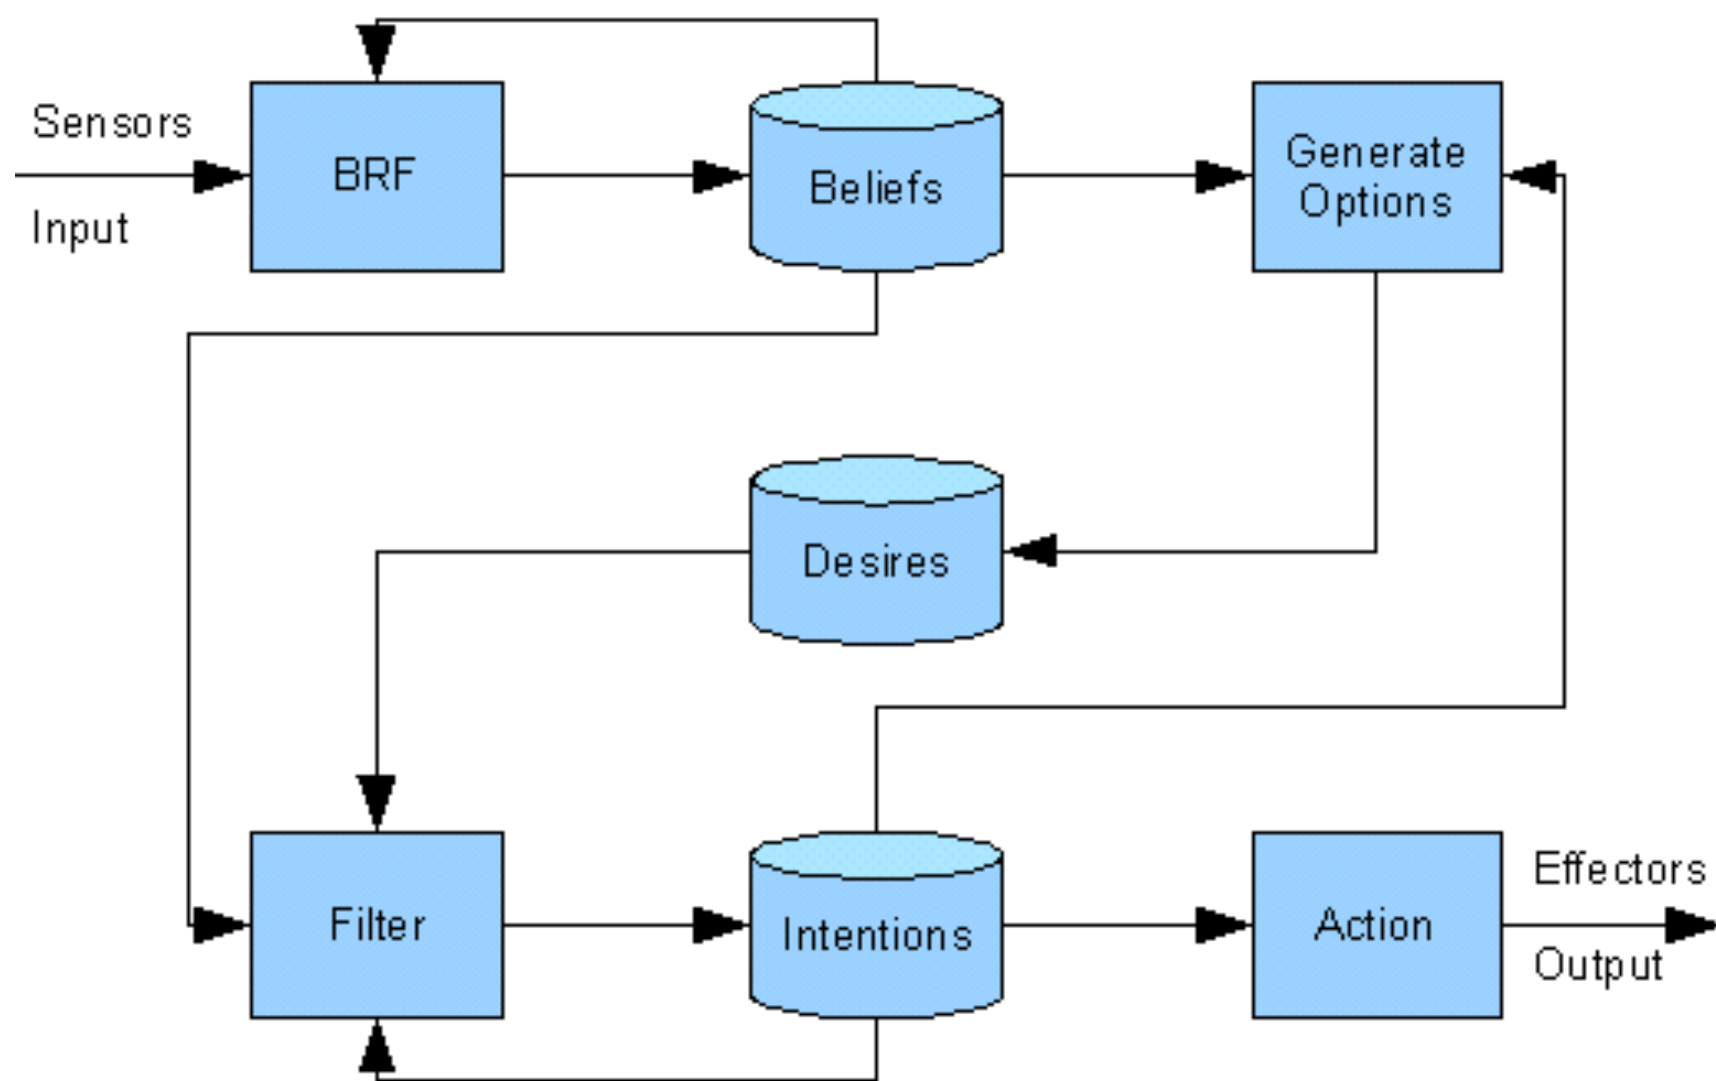 Sensors
Input
BRF
Beliefs
Generate
Options
Desires
Filter
Intentions
Action
Effectors
Output